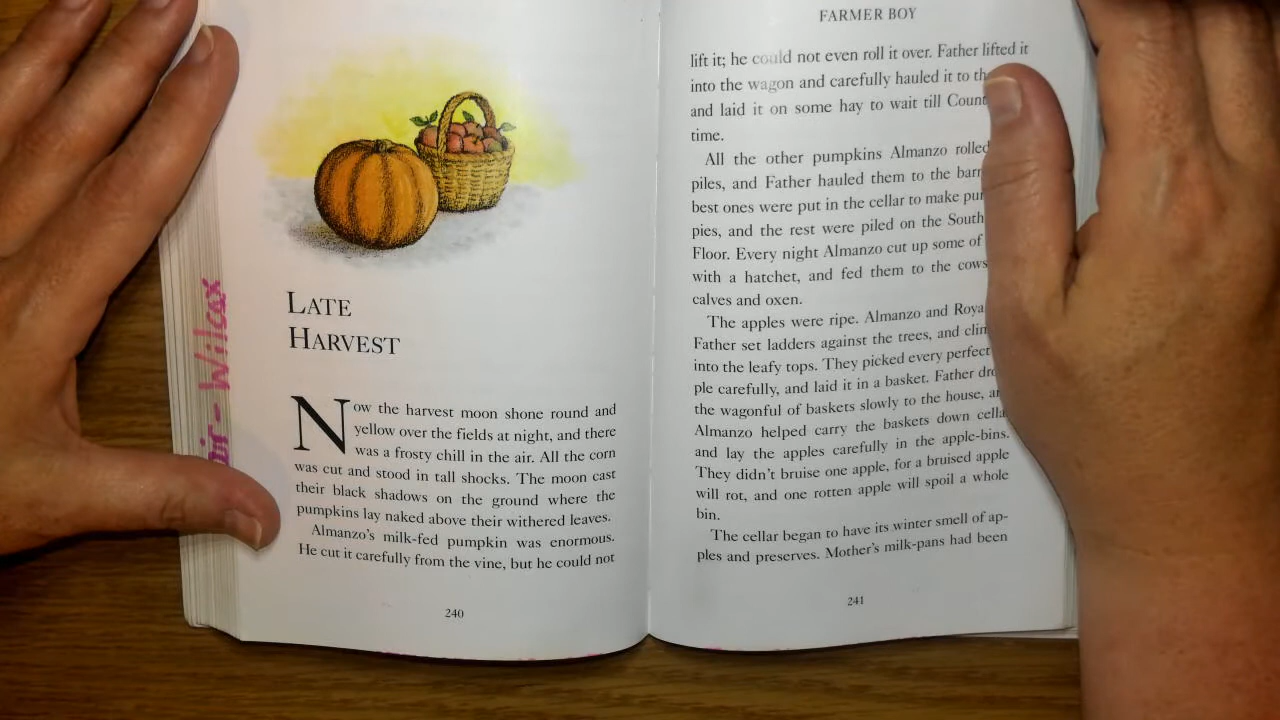 LATE
HARVEST
Now the harvest moon shone round and
yellow over the fields at night, and there
was a frosty chill in the air. All the corn
was cut and stood in tall shocks. The moon cast
their black shadows on the ground where the
pumpkins lay naked above their withered leaves.
Almanzo's milk-fed pumpkin was enormous.
He cut it carefully from the vine, but he could not
240
FARMER BOY
lift it; he could not even roll it over. Father lifted it
into the wagon and carefully hauled it to
and laid it on some hay to wait till
time.
All the other pumpkins Almanzo rolled
piles, and Father hauled them to the
best ones were put in the cellar to make
pies, and the rest were piled on the South
Floor. Every night Almanzo cut up some of
with a hatchet, and fed them to the cows
calves and oxen.
The apples were ripe. Almanzo and
Father set ladders against the trees, and
into the leafy tops. They picked every perfect
ple carefully, and laid it in a basket. Father
the wagonful of baskets slowly to the house,
Almanzo helped carry the baskets down
and lay the apples carefully in the apple-bins.
They didn't bruise one apple, for a bruised apple
will rot, and one rotten apple will spoil a whole
bin.
The cellar began to have its winter smell of ap-
ples and preserves. Mother's milk-pans had been
241
Wilcox